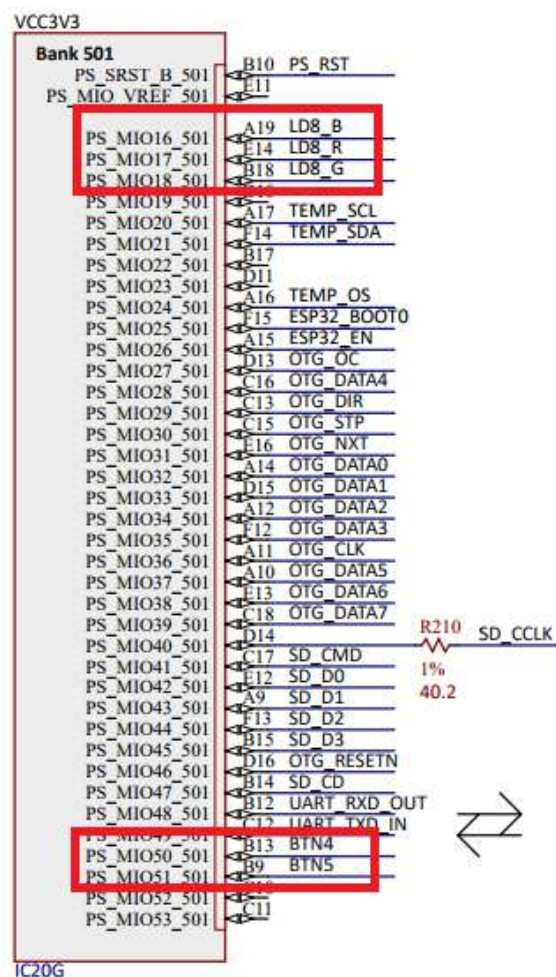 VCC3V3
Bank 501
PS_SRST_B_501 B10 PS_RST
PS_MIO_VREF_501 E11
PS_MIO16_501 A19 LD8_B
PS_MIO17_501 E14 LD8_R
PS_MIO18_501 B18 LD8_G
PS_MIO19_501
PS_MIO20_501 A17 TEMP_SCL
PS_MIO21_501 F14 TEMP_SDA
PS_MIO22_501 B17
PS_MIO23_501 D11
PS_MIO24_501 A16 TEMP_OS
PS_MIO25_501 F15 ESP32_BOOT0
PS_MIO26_501 A15 ESP32_EN
PS_MIO27_501 D13 OTG_OC
PS_MIO28_501 C16 OTG_DATA4
PS_MIO29_501 C13 OTG_DIR
PS_MIO30_501 C15 OTG_STP
PS_MIO31_501 E16 OTG_NXT
PS_MIO32_501 A14 OTG_DATA0
PS_MIO33_501 D15 OTG_DATA1
PS_MIO34_501 A12 OTG_DATA2
PS_MIO35_501 F12 OTG_DATA3
PS_MIO36_501 A11 OTG_CLK
PS_MIO37_501 A10 OTG_DATA5
PS_MIO38_501 E13 OTG_DATA6
PS_MIO39_501 C18 OTG_DATA7
PS_MIO40_501 D14 R210 SD_CCLK
1%
40.2
PS_MIO41_501 C17 SD_CMD
PS_MIO42_501 E12 SD_D0
PS_MIO43_501 A9 SD_D1
PS_MIO44_501 F13 SD_D2
PS_MIO45_501 B15 SD_D3
PS_MIO46_501 D16 OTG_RESETN
PS_MIO47_501 B14 SD_CD
PS_MIO48_501 B12 UART_RXD_OUT
PS_MIO49_501 C12 UART_TXD_IN
PS_MIO50_501 B13 BTN4
PS_MIO51_501 B9 BTN5
PS_MIO52_501
PS_MIO53_501 C11
IC20G